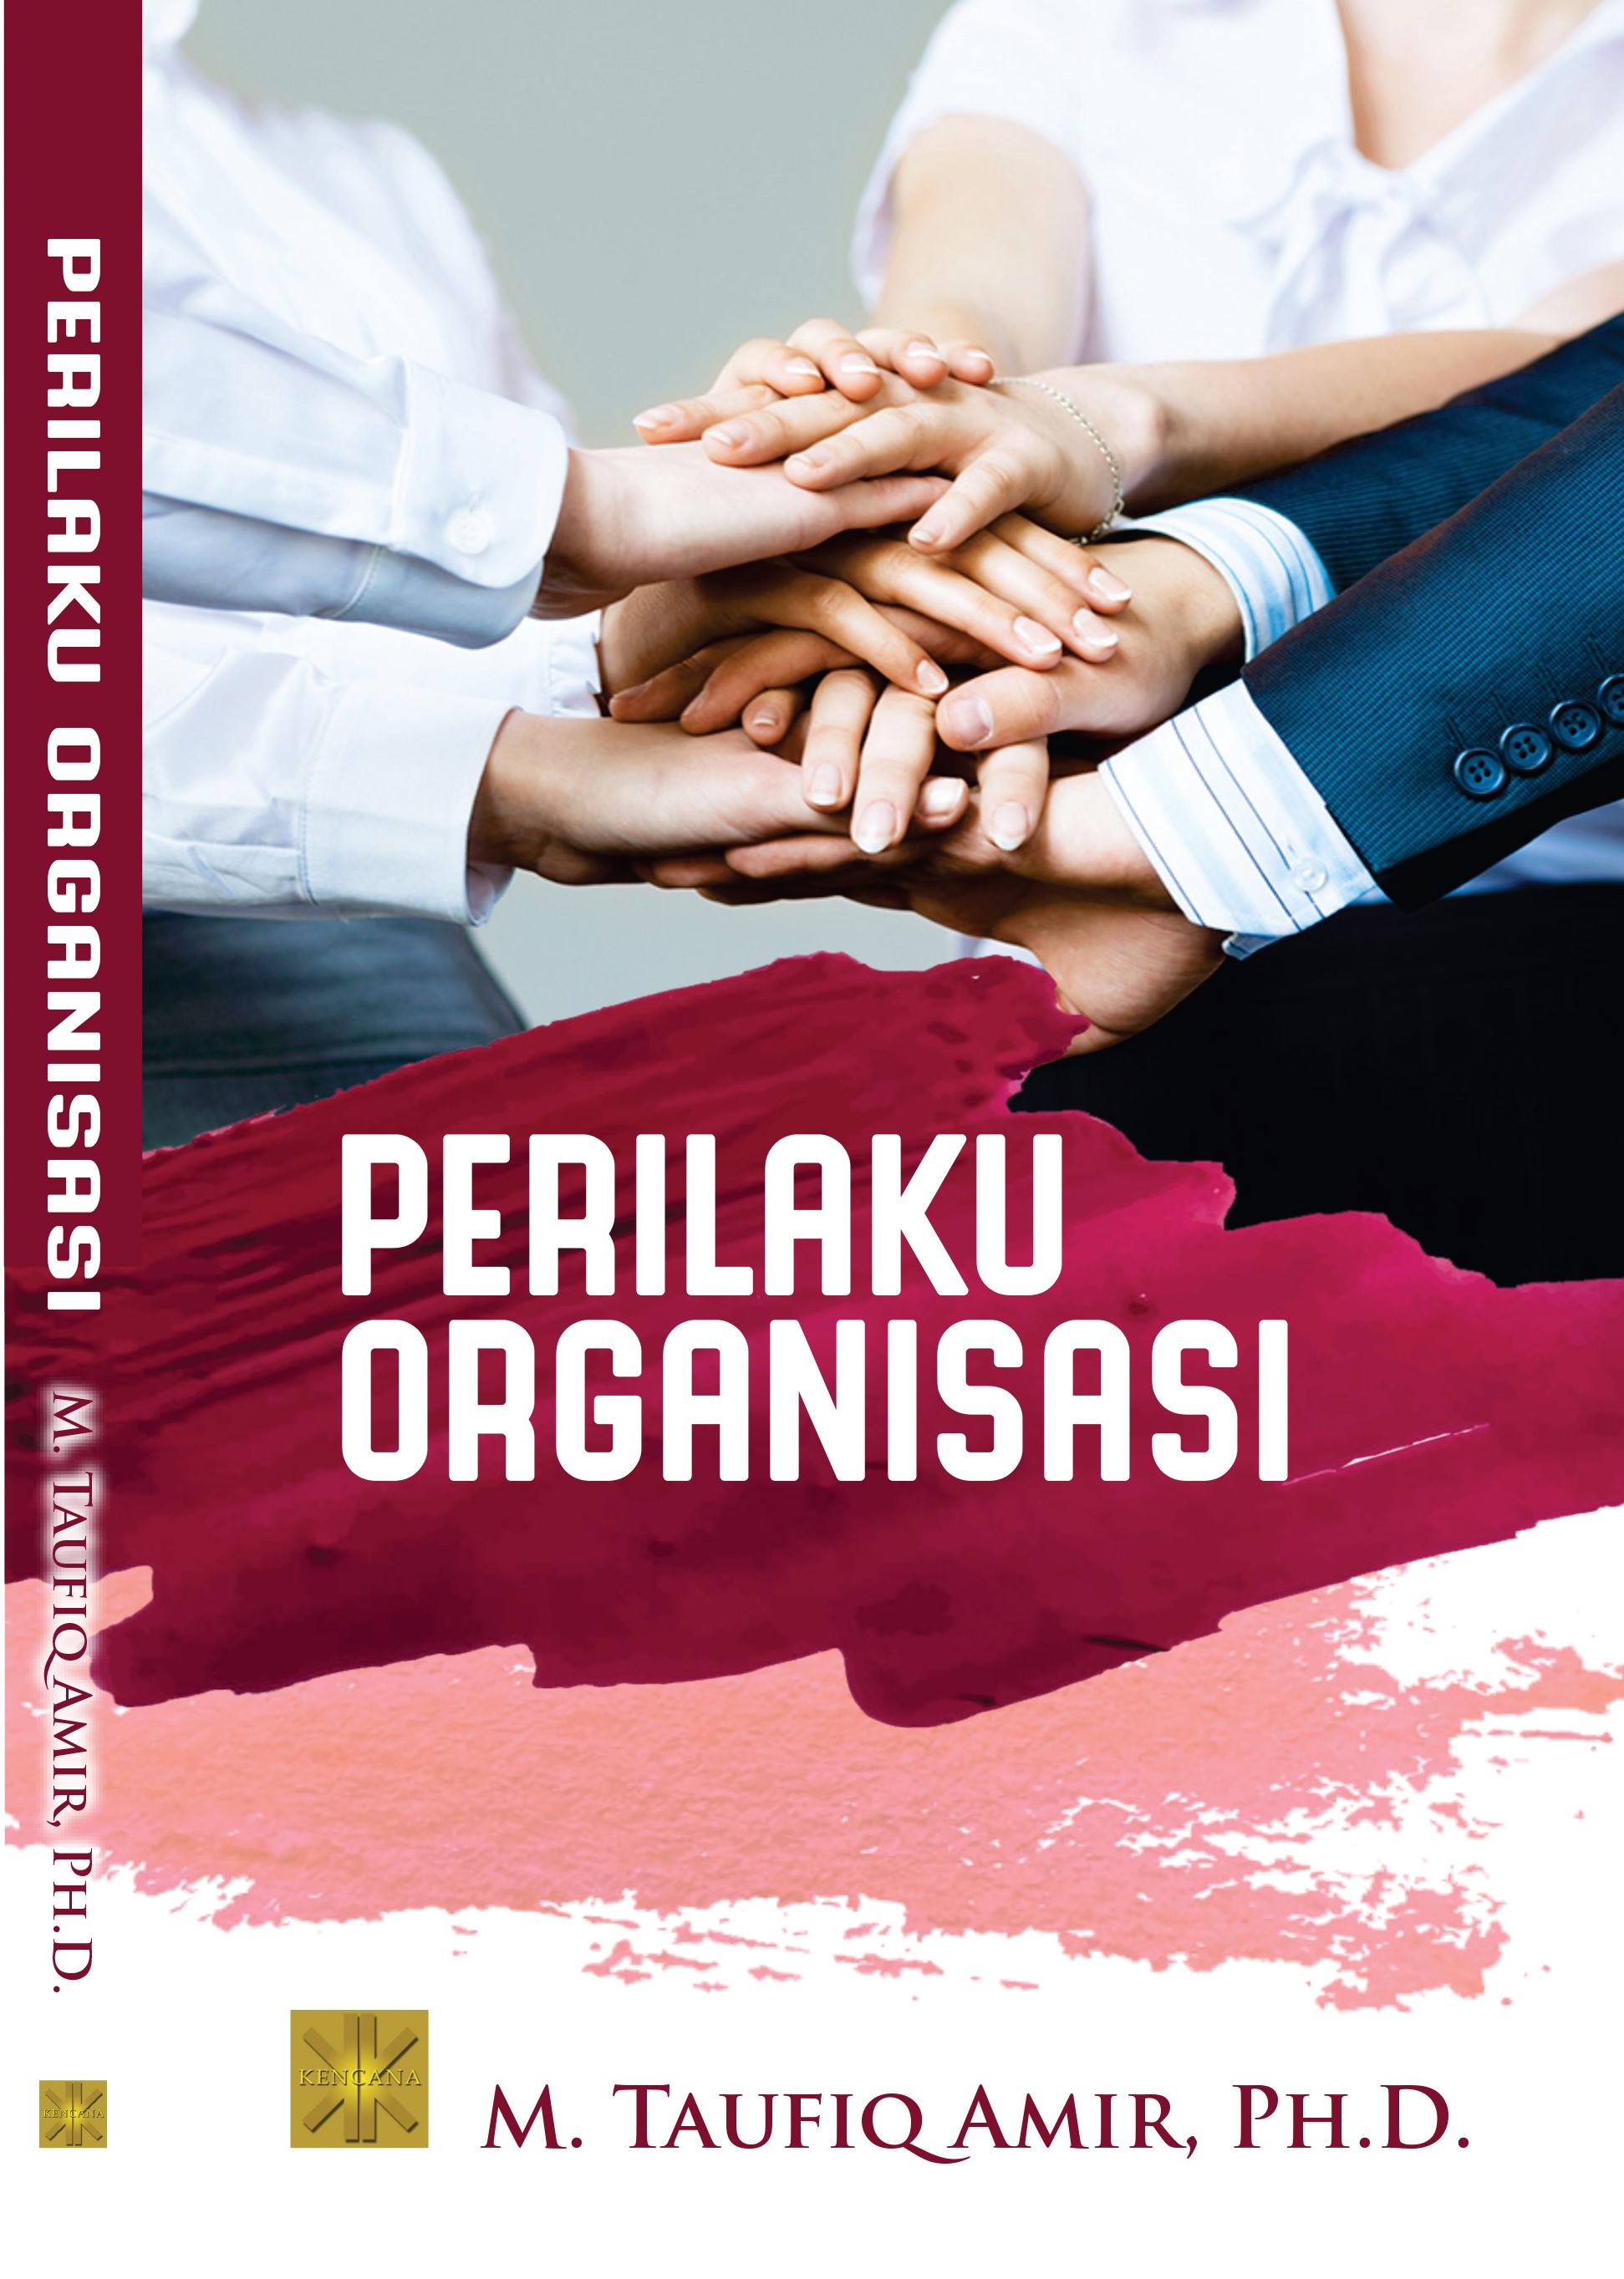 PERILAKU ORGANISASI M. TAUFIQ AMIR, PH.D.
KENCANA
PERILAKU
ORGANISASI
KENCANA
M. TAUFIQ AMIR, PH.D.